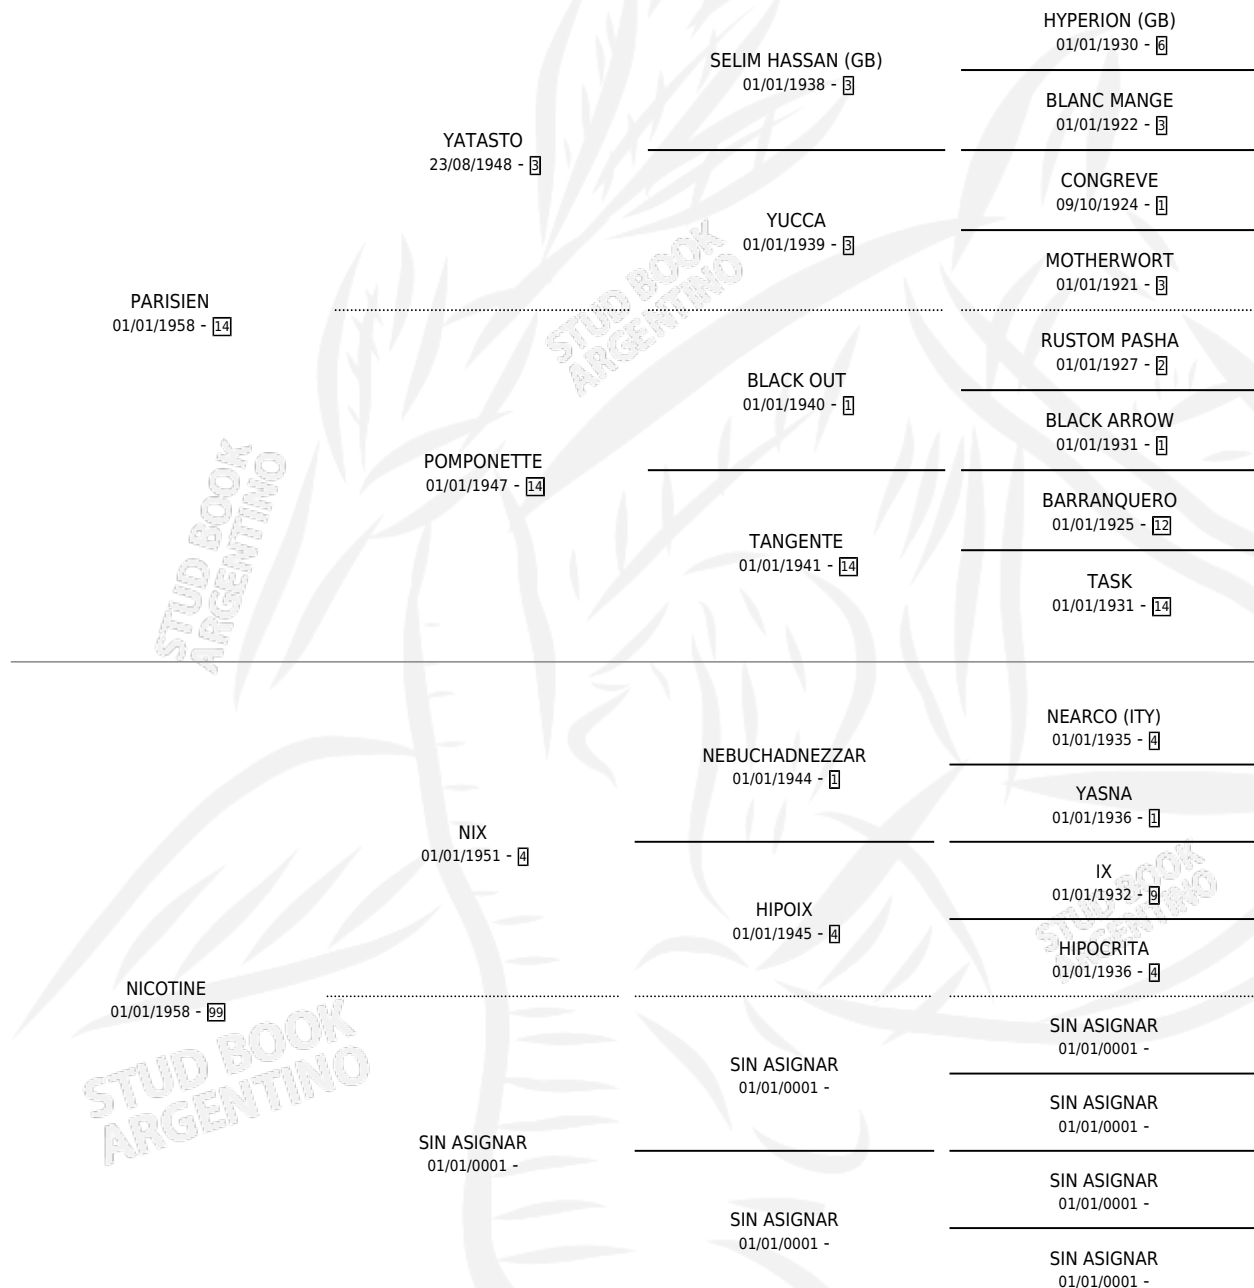 HYPERION (GB)
01/01/1930 - 6
SELIM HASSAN (GB)
01/01/1938 - 3
BLANC MANGE
01/01/1922 - 3
YATASTO
23/08/1948 - 3
CONGREVE
09/10/1924 - 1
YUCCA
01/01/1939 - 3
MOTHERWORT
01/01/1921 - 3
PARISIEN
01/01/1958 - 14
STUD BOOK
ARGENTINO
RUSTOM PASHA
01/01/1927 - 2
BLACK OUT
01/01/1940 - 1
BLACK ARROW
01/01/1931 - 1
POMPONETTE
01/01/1947 - 14
BARRANQUERO
01/01/1925 - 12
TANGENTE
01/01/1941 - 14
TASK
01/01/1931 - 14
STUD BOOK
ARGENTINO
NEARCO (ITY)
01/01/1935 - 4
NEBUCHADNEZZAR
01/01/1944 - 1
YASNA
01/01/1936 - 1
NIX
01/01/1951 - 4
IX
01/01/1932 - 9
HIPOIX
01/01/1945 - 4
HIPOCRITA
01/01/1936 - 4
STUD BOOK
ARGENTINO
NICOTINE
01/01/1958 - 99
SIN ASIGNAR
01/01/0001 -
SIN ASIGNAR
01/01/0001 -
SIN ASIGNAR
01/01/0001 -
STUD BOOK
ARGENTINO
SIN ASIGNAR
01/01/0001 -
SIN ASIGNAR
01/01/0001 -
SIN ASIGNAR
01/01/0001 -
SIN ASIGNAR
01/01/0001 -